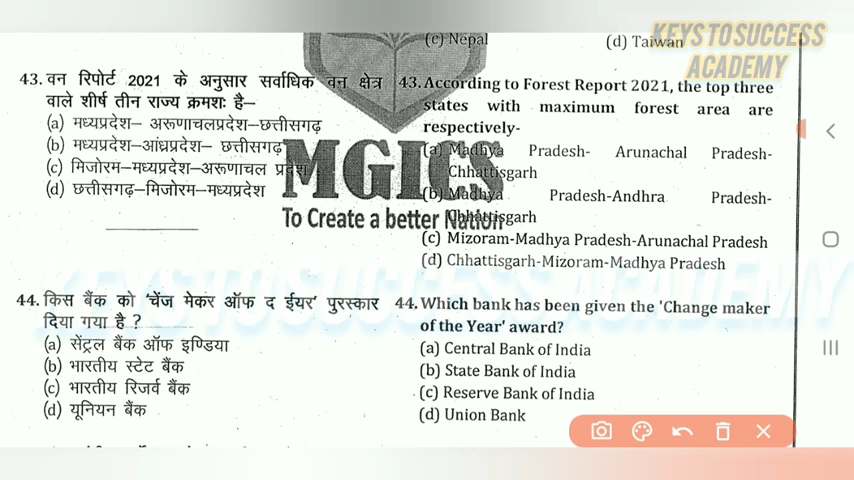 KEYS TO SUCCESS
ACADEMY
(c) Nepal
(d) Taiwan
43. वन रिपोर्ट 2021 के अनुसार सर्वाधिक वन क्षेत्र
वाले शीर्ष तीन राज्य क्रमशः है–
(a) मध्यप्रदेश– अरूणाचलप्रदेश–छत्तीसगढ़
(b) मध्यप्रदेश–आंध्रप्रदेश– छत्तीसगढ़
(c) मिजोरम–मध्यप्रदेश–अरूणाचल प्रदेश
(d) छत्तीसगढ़–मिजोरम–मध्यप्रदेश
43. According to Forest Report 2021, the top three
states with maximum forest area are
respectively-
(a) Madhya Pradesh- Arunachal Pradesh-
Chhattisgarh
(b) Madhya Pradesh-Andhra Pradesh-
Chhattisgarh
(c) Mizoram-Madhya Pradesh-Arunachal Pradesh
(d) Chhattisgarh-Mizoram-Madhya Pradesh
MGICS
To Create a better Nation
KEYS TO SUCCESS ACADEMY
44. किस बैंक को 'चेंज मेकर ऑफ द ईयर' पुरस्कार
दिया गया है ?
(a) सेंट्रल बैंक ऑफ इण्डिया
(b) भारतीय स्टेट बैंक
(c) भारतीय रिजर्व बैंक
(d) यूनियन बैंक
44. Which bank has been given the 'Change maker
of the Year' award?
(a) Central Bank of India
(b) State Bank of India
(c) Reserve Bank of India
(d) Union Bank